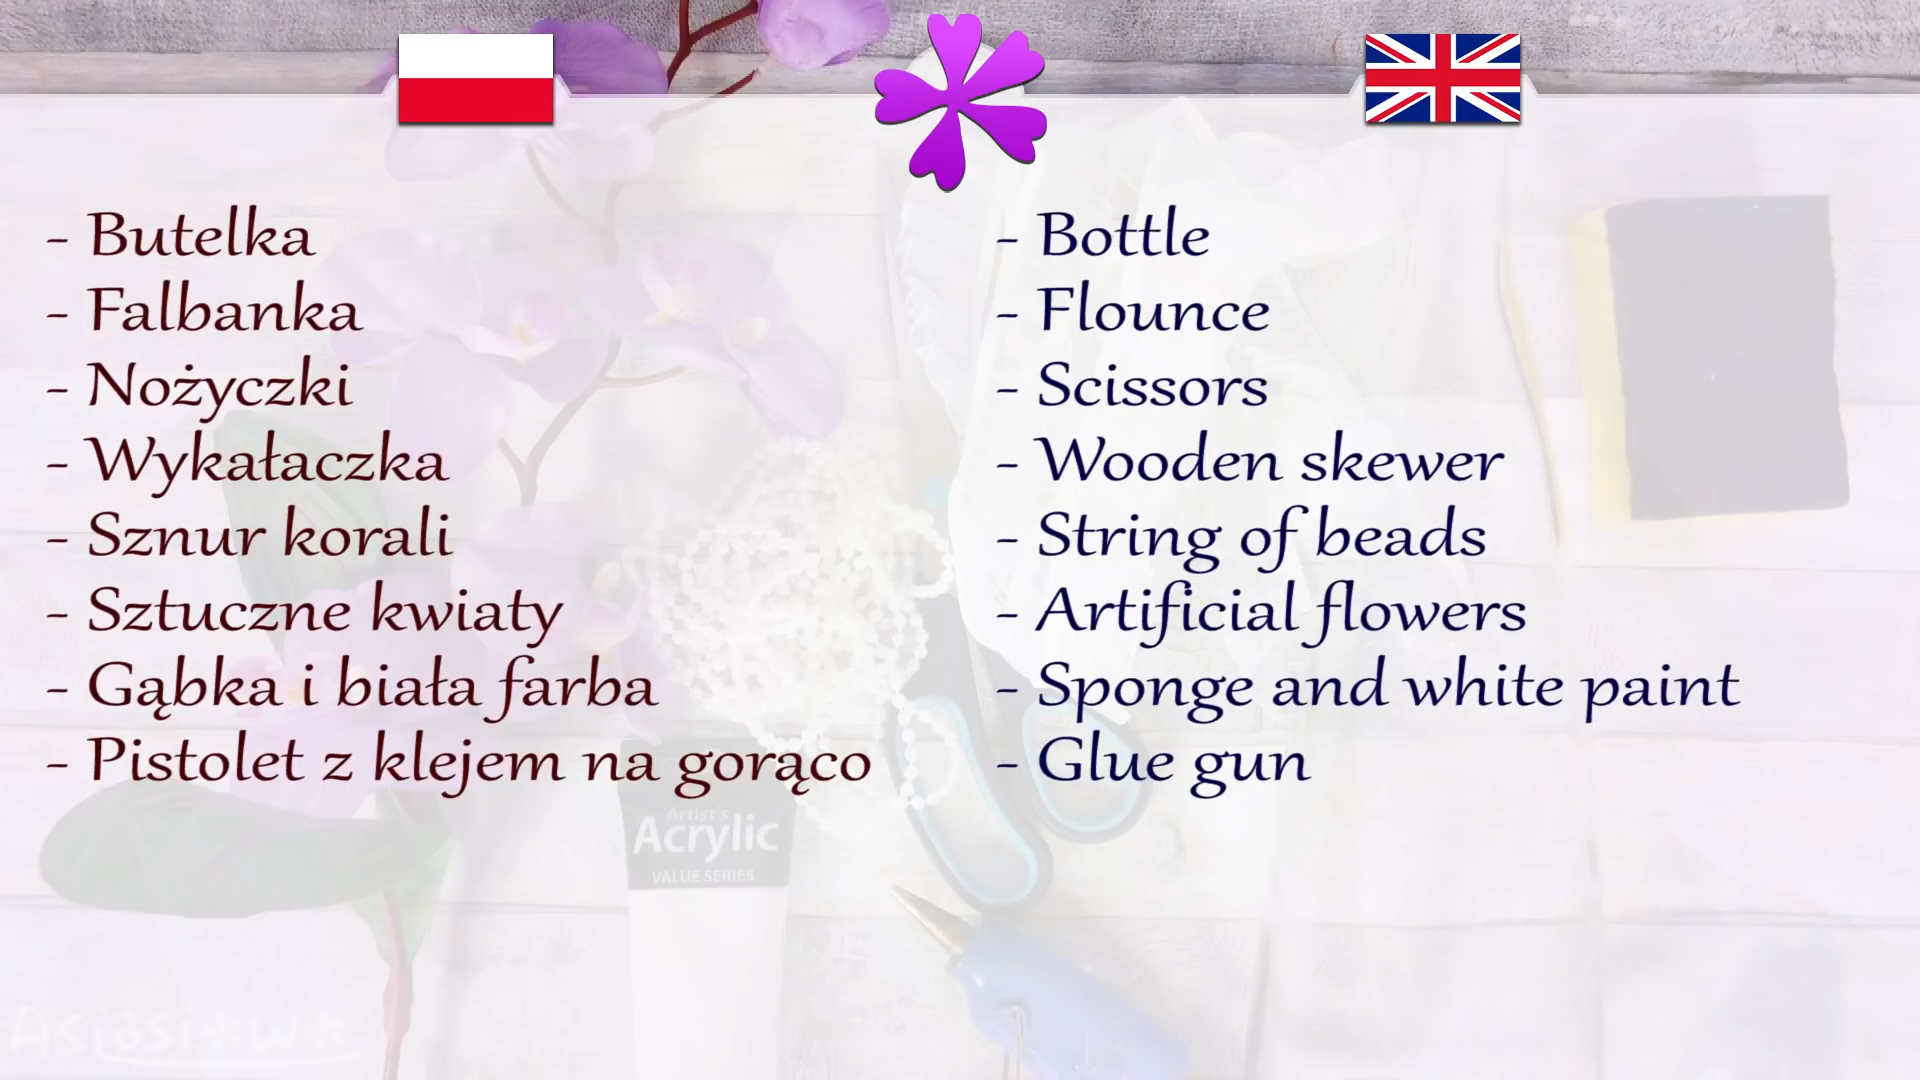 - Butelka
- Falbanka
- Nożyczki
- Wykałaczka
- Sznur korali
- Sztuczne kwiaty
- Gąbka i biała farba
- Pistolet z klejem na gorąco
- Bottle
- Flounce
- Scissors
- Wooden skewer
- String of beads
- Artificial flowers
- Sponge and white paint
- Glue gun
Artist's
Acrylic
VALUE SERIES